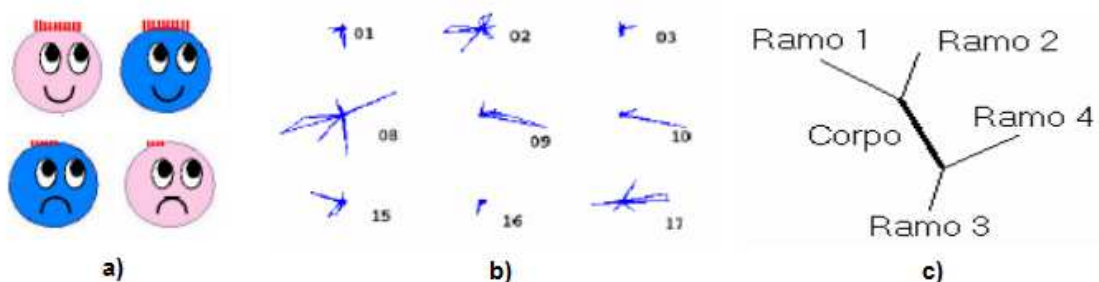 01 02 03
08 09 10
15 16 17
Ramo 1 Ramo 2
Corpo
Ramo 4
Ramo 3
a) b) c)